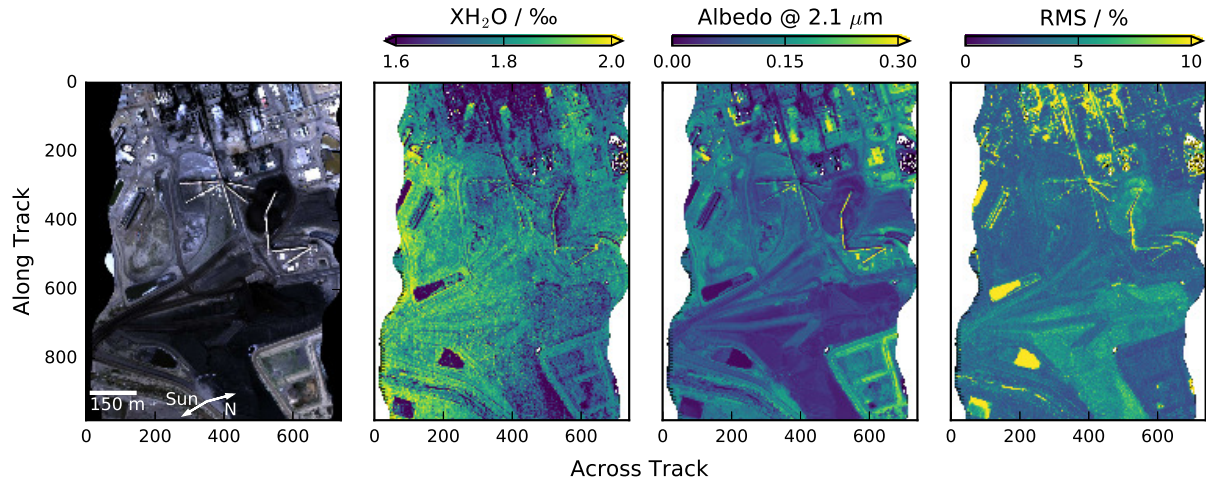 XH₂O / ‰
Albedo @ 2.1 μm
RMS / %
1.6 1.8 2.0
0.00 0.15 0.30
0 5 10
0
200
400
600
800
Along Track
150 m
Sun
N
0 200 400 600
0 200 400 600
0 200 400 600
0 200 400 600
Across Track